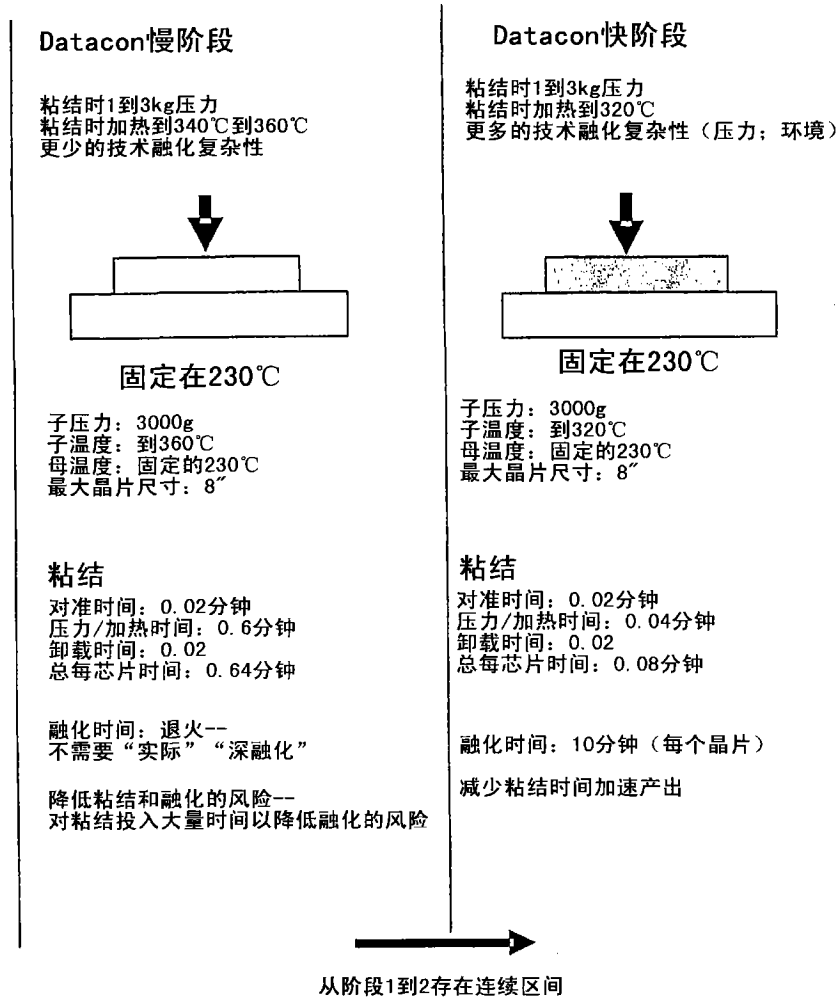 Datacon慢阶段
粘结时1到3kg压力
粘结时加热到340℃到360℃
更少的技术融化复杂性
固定在230℃
子压力：3000g
子温度：到360℃
母温度：固定的230℃
最大晶片尺寸：8″
粘结
对准时间：0.02分钟
压力/加热时间：0.6分钟
卸载时间：0.02
总每芯片时间：0.64分钟
融化时间：退火--
不需要“实际”“深融化”
降低粘结和融化的风险--
对粘结投入大量时间以降低融化的风险
Datacon快阶段
粘结时1到3kg压力
粘结时加热到320℃
更多的技术融化复杂性（压力；环境）
固定在230℃
子压力：3000g
子温度：到320℃
母温度：固定的230℃
最大晶片尺寸：8″
粘结
对准时间：0.02分钟
压力/加热时间：0.04分钟
卸载时间：0.02
总每芯片时间：0.08分钟
融化时间：10分钟（每个晶片）
减少粘结时间加速产出
从阶段1到2存在连续区间